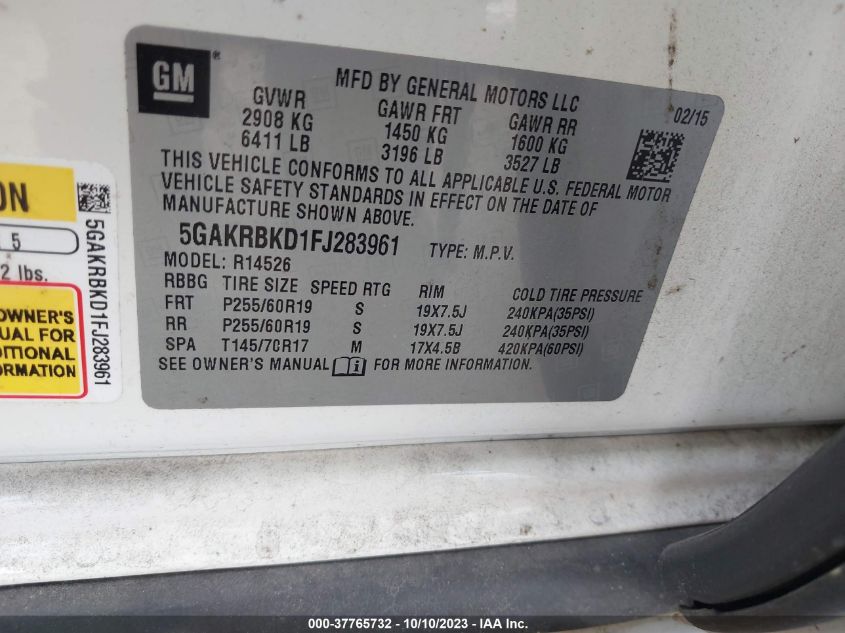 GM®
MFD BY GENERAL MOTORS LLC
02/15
GVWR GAWR FRT GAWR RR
2908 KG 1450 KG 1600 KG
6411 LB 3196 LB 3527 LB
THIS VEHICLE CONFORMS TO ALL APPLICABLE U.S. FEDERAL MOTOR
VEHICLE SAFETY STANDARDS IN EFFECT ON THE DATE OF
MANUFACTURE SHOWN ABOVE.
5GAKRBKD1FJ283961 TYPE: M.P.V.
MODEL: R14526
RBBG TIRE SIZE SPEED RTG RIM COLD TIRE PRESSURE
FRT P255/60R19 S 19X7.5J 240KPA(35PSI)
RR P255/60R19 S 19X7.5J 240KPA(35PSI)
SPA T145/70R17 M 17X4.5B 420KPA(60PSI)
SEE OWNER'S MANUAL FOR MORE INFORMATION.
5
lbs.
OWNER'S
FOR
5GAKRBKD1FJ283961
000-37765732 - 10/10/2023 - IAA Inc.